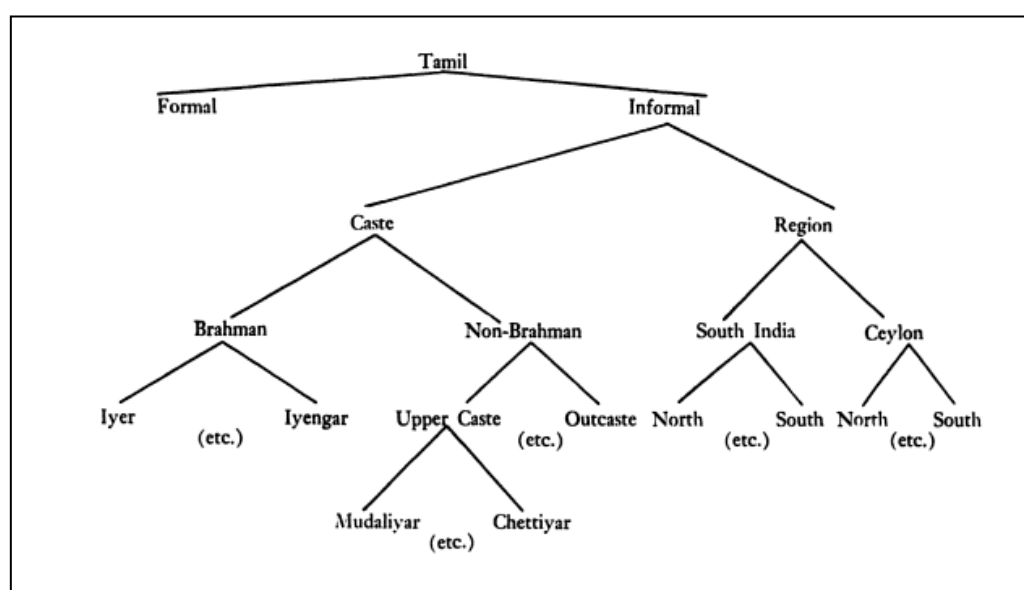 Tamil
Formal Informal
Caste Region
Brahman Non-Brahman South India Ceylon
Iyer (etc.) Iyengar Upper Caste (etc.) Outcaste North (etc.) South North (etc.) South
Mudaliyar (etc.) Chettiyar